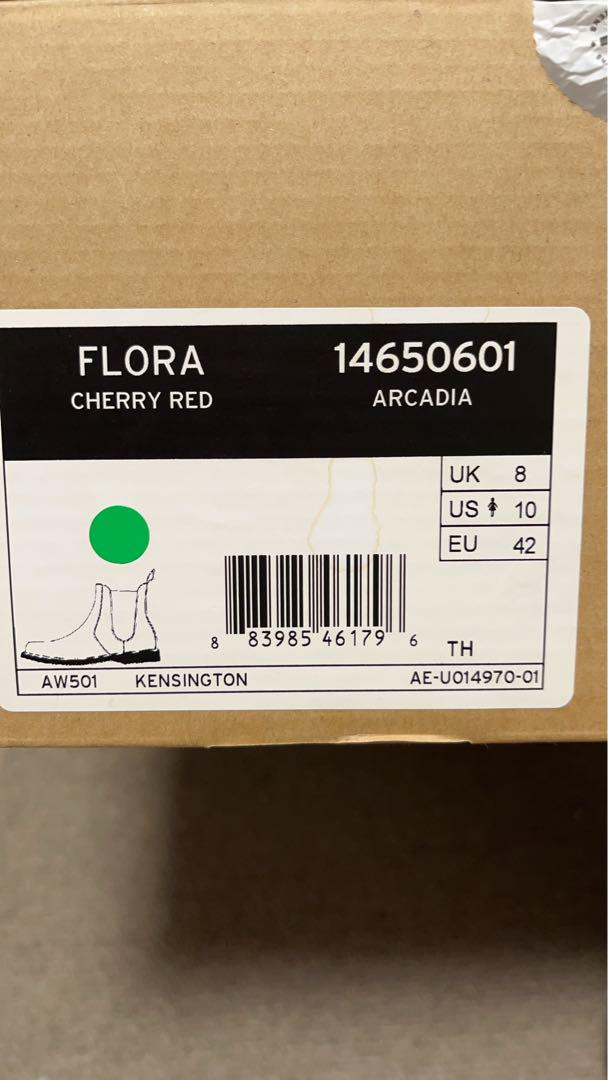 FLORA 14650601
CHERRY RED ARCADIA
UK 8
US 10
EU 42
8 83985 46179 6
TH
AW501 KENSINGTON AE-U014970-01